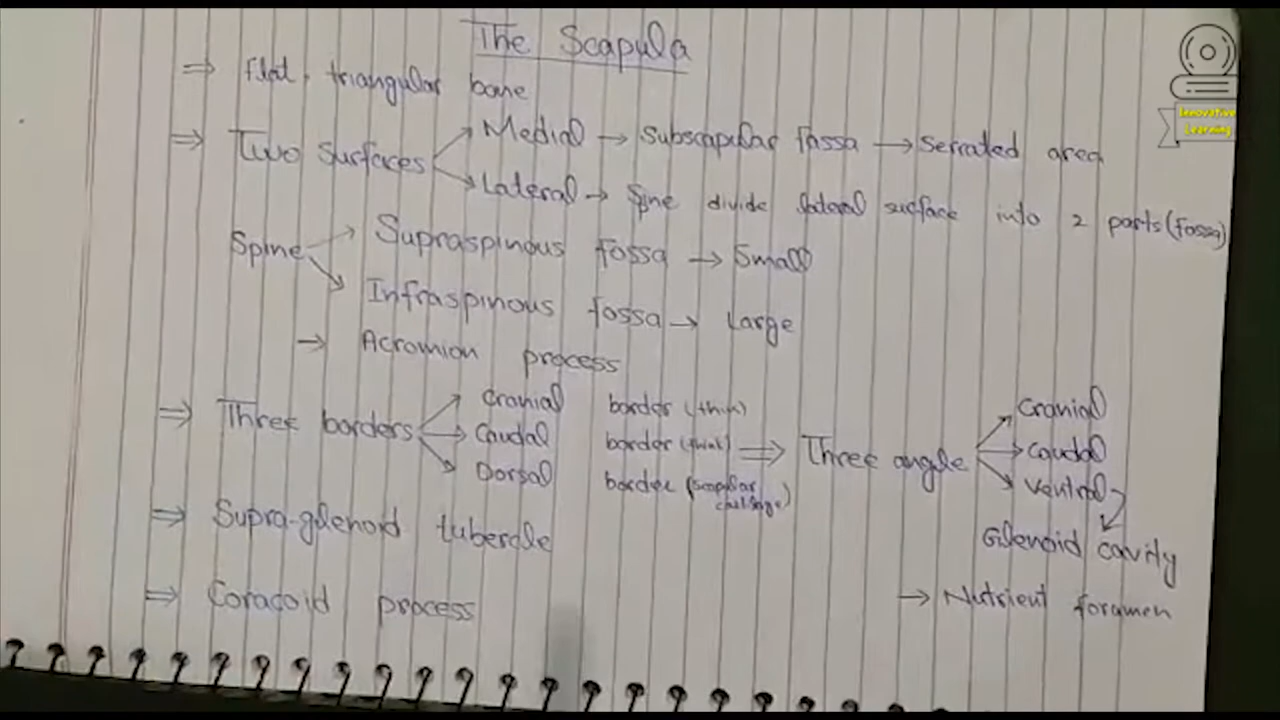 The Scapula
⇒ Flat, triangular bone
⇒ Two surfaces → Medial → Subscapular fossa → Serrated area
→ Lateral → Spine divide lateral surface into 2 parts (fossa)
Spine → Supraspinous fossa → Small
→ Infraspinous fossa → Large
→ Acromion process
⇒ Three borders → Cranial border (thin)
→ Caudal border
→ Dorsal border (scapular
⇒ Three angle → Cranial
→ Caudal
→ Ventral
Glenoid cavity
⇒ Supra-glenoid tubercle
⇒ Coracoid process
→ Nutrient foramen
Innovative
Learning